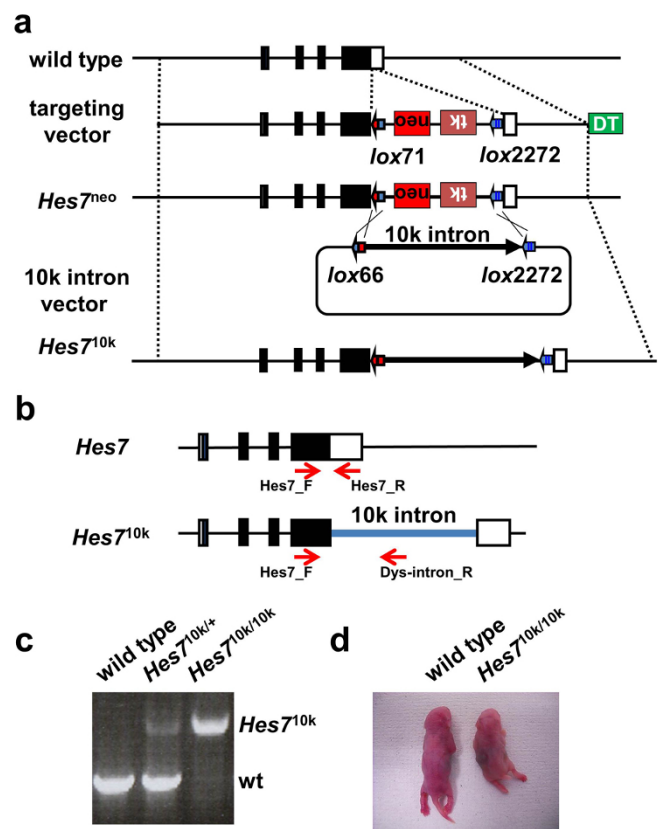 a
wild type
targeting
vector
neo
tk
DT
lox71
lox2272
Hes7neo
10k intron
10k intron
vector
lox66
lox2272
Hes710k
b
Hes7
Hes7_F
Hes7_R
10k intron
Hes710k
Hes7_F
Dys-intron_R
c
wild type
Hes710k/+
Hes710k/10k
Hes710k
wt
d
wild type
Hes710k/10k
neo
tk